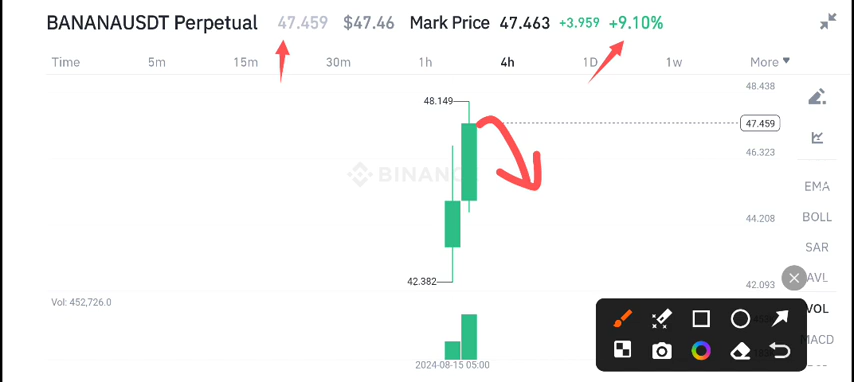 BANANAUSDT Perpetual 47.459 $47.46 Mark Price 47.463 +3.959 +9.10%
Time 5m 15m 30m 1h 4h 1D 1w More
48.438
48.149
47.459
46.323
BINANC
EMA
BOLL
44.208
SAR
42.382
42.093
AVL
Vol: 452,726.0
VOL
MACD
2024-08-15 05:00